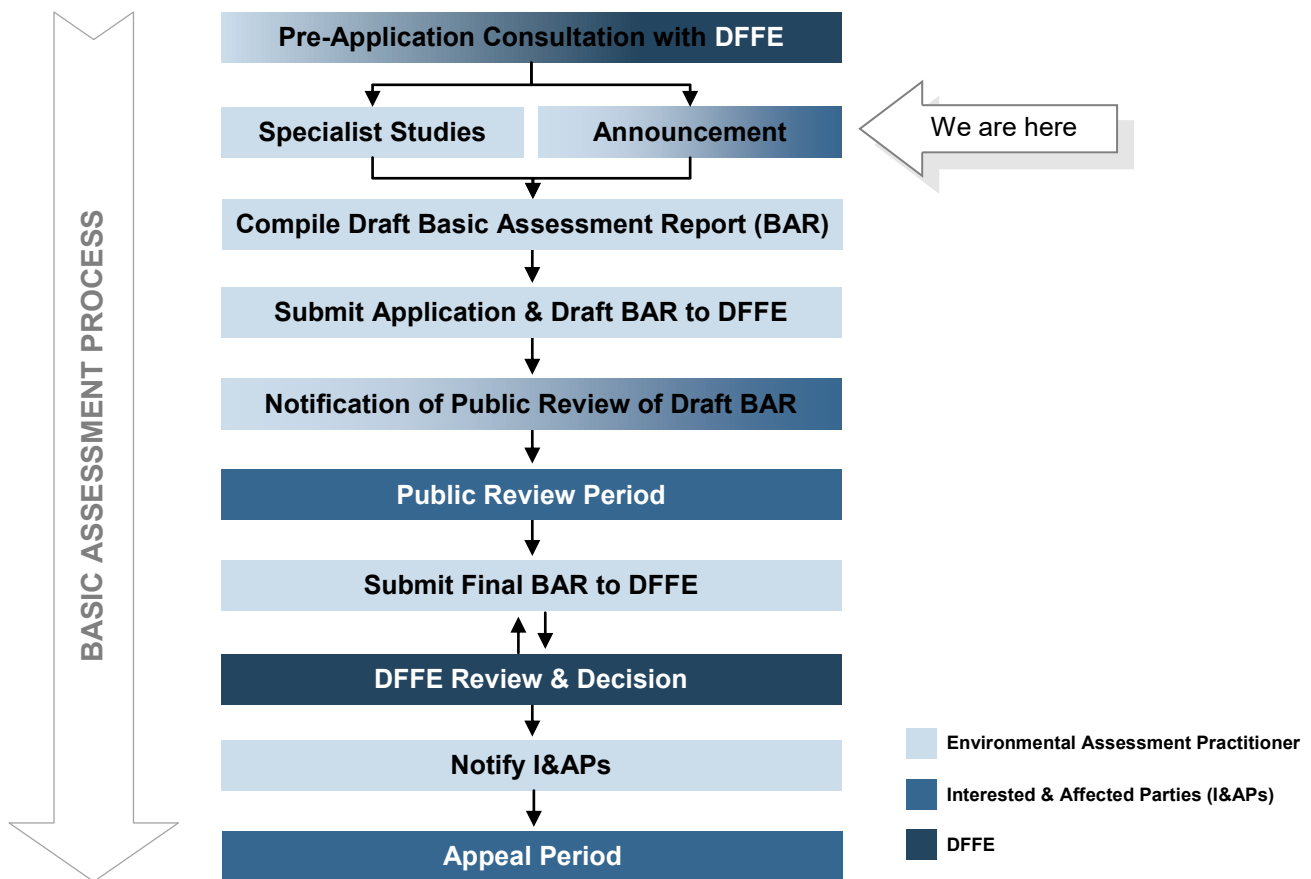 Pre-Application Consultation with DFFE
Specialist Studies
Announcement
We are here
Compile Draft Basic Assessment Report (BAR)
Submit Application & Draft BAR to DFFE
Notification of Public Review of Draft BAR
Public Review Period
Submit Final BAR to DFFE
DFFE Review & Decision
Notify I&APs
Appeal Period
BASIC ASSESSMENT PROCESS
Environmental Assessment Practitioner
Interested & Affected Parties (I&APs)
DFFE